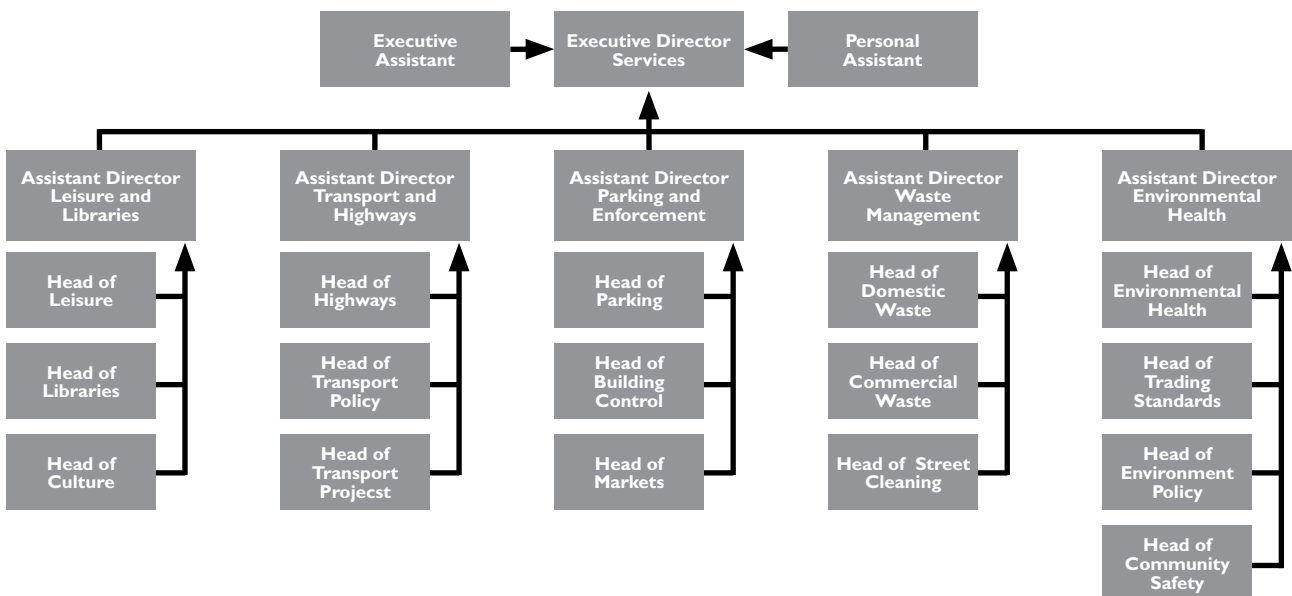 Executive
Assistant
Executive Director
Services
Personal
Assistant
Assistant Director
Leisure and
Libraries
Assistant Director
Transport and
Highways
Assistant Director
Parking and
Enforcement
Assistant Director
Waste
Management
Assistant Director
Environmental
Health
Head of
Leisure
Head of
Highways
Head of
Parking
Head of
Domestic
Waste
Head of
Environmental
Health
Head of
Libraries
Head of
Transport
Policy
Head of
Building
Control
Head of
Commercial
Waste
Head of
Trading
Standards
Head of
Culture
Head of
Transport
Projecst
Head of
Markets
Head of Street
Cleaning
Head of
Environment
Policy
Head of
Community
Safety